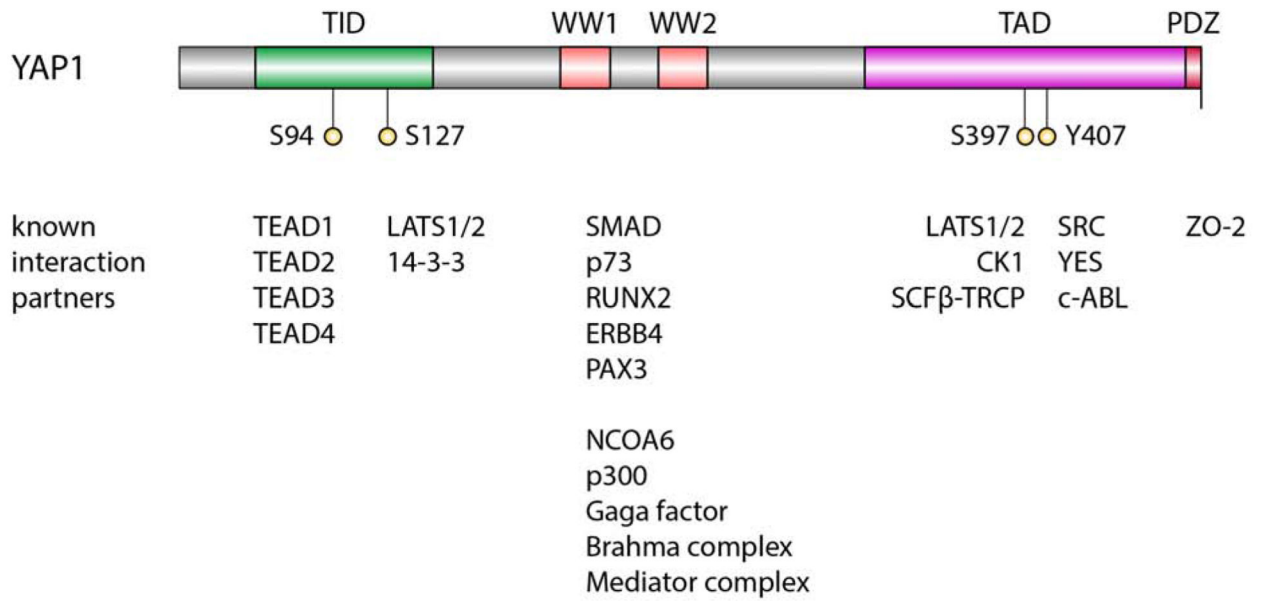 TID WW1 WW2 TAD PDZ
YAP1
S94 S127 S397 Y407
known TEAD1 LATS1/2 SMAD LATS1/2 SRC ZO-2
interaction TEAD2 14-3-3 p73 CK1 YES
partners TEAD3 RUNX2 SCFβ-TRCP c-ABL
TEAD4 ERBB4
PAX3
NCOA6
p300
Gaga factor
Brahma complex
Mediator complex